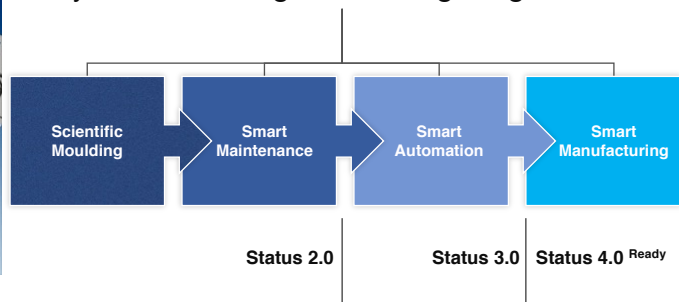 Scientific
Moulding
Smart
Maintenance
Smart
Automation
Smart
Manufacturing
Status 2.0
Status 3.0
Status 4.0 Ready